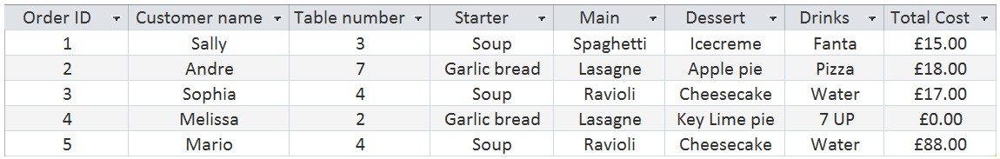 Order ID Customer name Table number Starter Main Dessert Drinks Total Cost
1 Sally 3 Soup Spaghetti Icecreme Fanta £15.00
2 Andre 7 Garlic bread Lasagne Apple pie Pizza £18.00
3 Sophia 4 Soup Ravioli Cheesecake Water £17.00
4 Melissa 2 Garlic bread Lasagne Key Lime pie 7 UP £0.00
5 Mario 4 Soup Ravioli Cheesecake Water £88.00